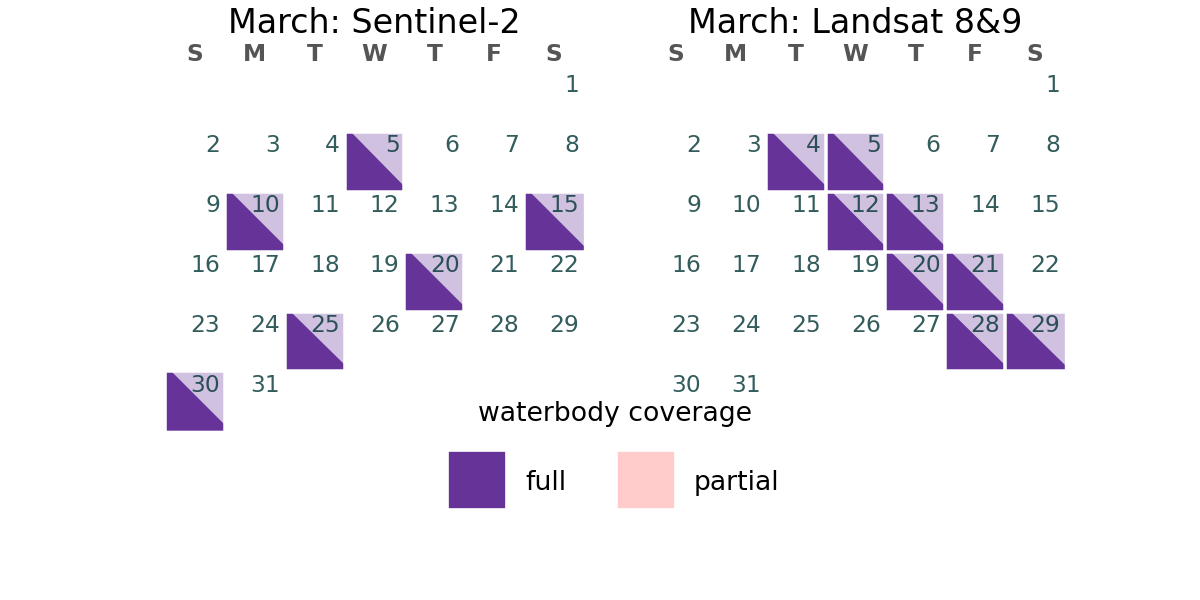 March: Sentinel-2
S M T W T F S
1
2 3 4 5 6 7 8
9 10 11 12 13 14 15
16 17 18 19 20 21 22
23 24 25 26 27 28 29
30 31
March: Landsat 8&9
S M T W T F S
1
2 3 4 5 6 7 8
9 10 11 12 13 14 15
16 17 18 19 20 21 22
23 24 25 26 27 28 29
30 31
waterbody coverage
full partial